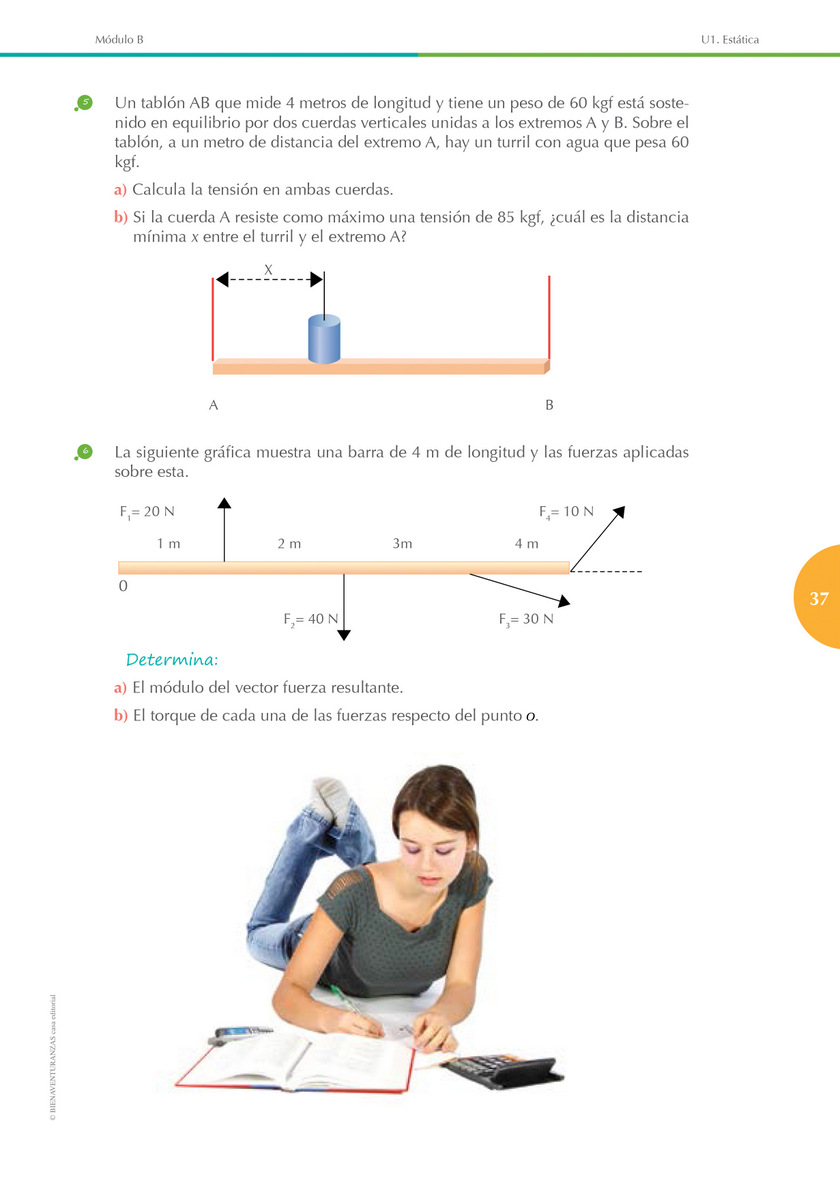 Módulo B
U1. Estática
5
Un tablón AB que mide 4 metros de longitud y tiene un peso de 60 kgf está soste-
nido en equilibrio por dos cuerdas verticales unidas a los extremos A y B. Sobre el
tablón, a un metro de distancia del extremo A, hay un turril con agua que pesa 60
kgf.
a) Calcula la tensión en ambas cuerdas.
b) Si la cuerda A resiste como máximo una tensión de 85 kgf, ¿cuál es la distancia
mínima x entre el turril y el extremo A?
X
A B
6
La siguiente gráfica muestra una barra de 4 m de longitud y las fuerzas aplicadas
sobre esta.
F1= 20 N F4= 10 N
1 m 2 m 3m 4 m
0
F2= 40 N F3= 30 N
37
Determina:
a) El módulo del vector fuerza resultante.
b) El torque de cada una de las fuerzas respecto del punto o.
© BIENAVENTURANZAS casa editorial